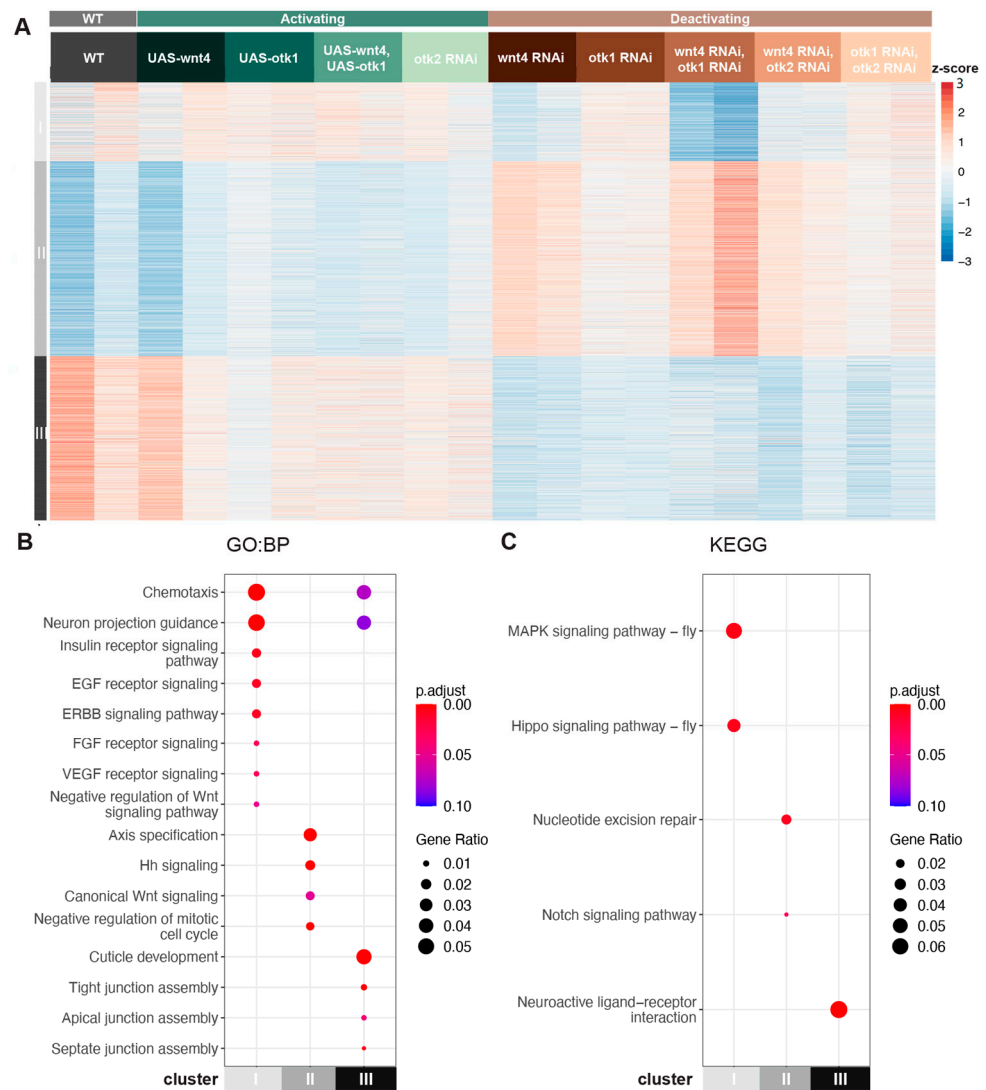 A
WT
Activating
Deactivating
WT
UAS-wnt4
UAS-otk1
UAS-wnt4,
UAS-otk1
otk2 RNAi
wnt4 RNAi
otk1 RNAi
wnt4 RNAi,
otk1 RNAi
wnt4 RNAi,
otk2 RNAi
otk1 RNAi,
otk2 RNAi
z-score
3
2
1
0
−1
−2
−3
I
II
III
B
GO:BP
Chemotaxis
Neuron projection guidance
Insulin receptor signaling
pathway
EGF receptor signaling
ERBB signaling pathway
FGF receptor signaling
VEGF receptor signaling
Negative regulation of Wnt
signaling pathway
Axis specification
Hh signaling
Canonical Wnt signaling
Negative regulation of mitotic
cell cycle
Cuticle development
Tight junction assembly
Apical junction assembly
Septate junction assembly
cluster
I
II
III
p.adjust
0.00
0.05
0.10
Gene Ratio
0.01
0.02
0.03
0.04
0.05
C
KEGG
MAPK signaling pathway − fly
Hippo signaling pathway − fly
Nucleotide excision repair
Notch signaling pathway
Neuroactive ligand−receptor
interaction
cluster
I
II
III
p.adjust
0.00
0.05
0.10
Gene Ratio
0.02
0.03
0.04
0.05
0.06